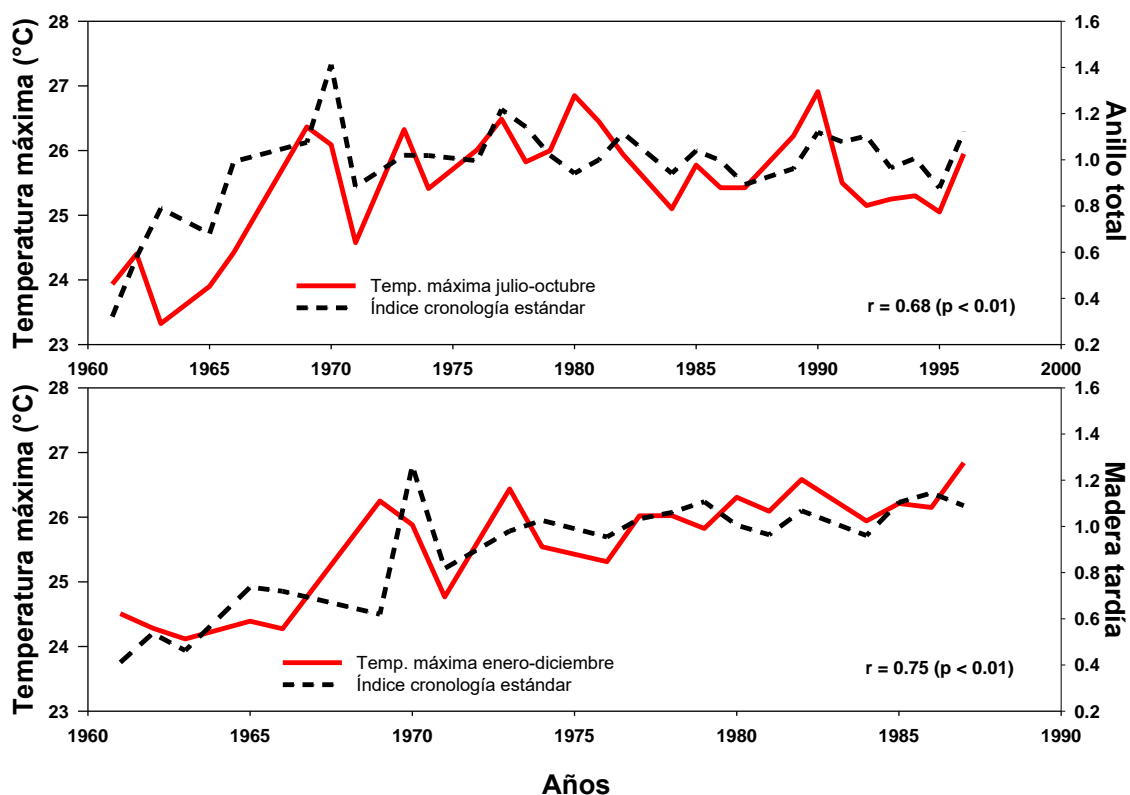 Temperatura máxima (°C)
28
27
26
25
24
23
1.6
1.4
1.2
1.0
0.8
0.6
0.4
0.2
Anillo total
Temp. máxima julio-octubre
Índice cronología estándar
r = 0.68 (p < 0.01)
1960 1965 1970 1975 1980 1985 1990 1995 2000
Temperatura máxima (°C)
28
27
26
25
24
23
1.6
1.4
1.2
1.0
0.8
0.6
0.4
0.2
Madera tardía
Temp. máxima enero-diciembre
Índice cronología estándar
r = 0.75 (p < 0.01)
1960 1965 1970 1975 1980 1985 1990
Años